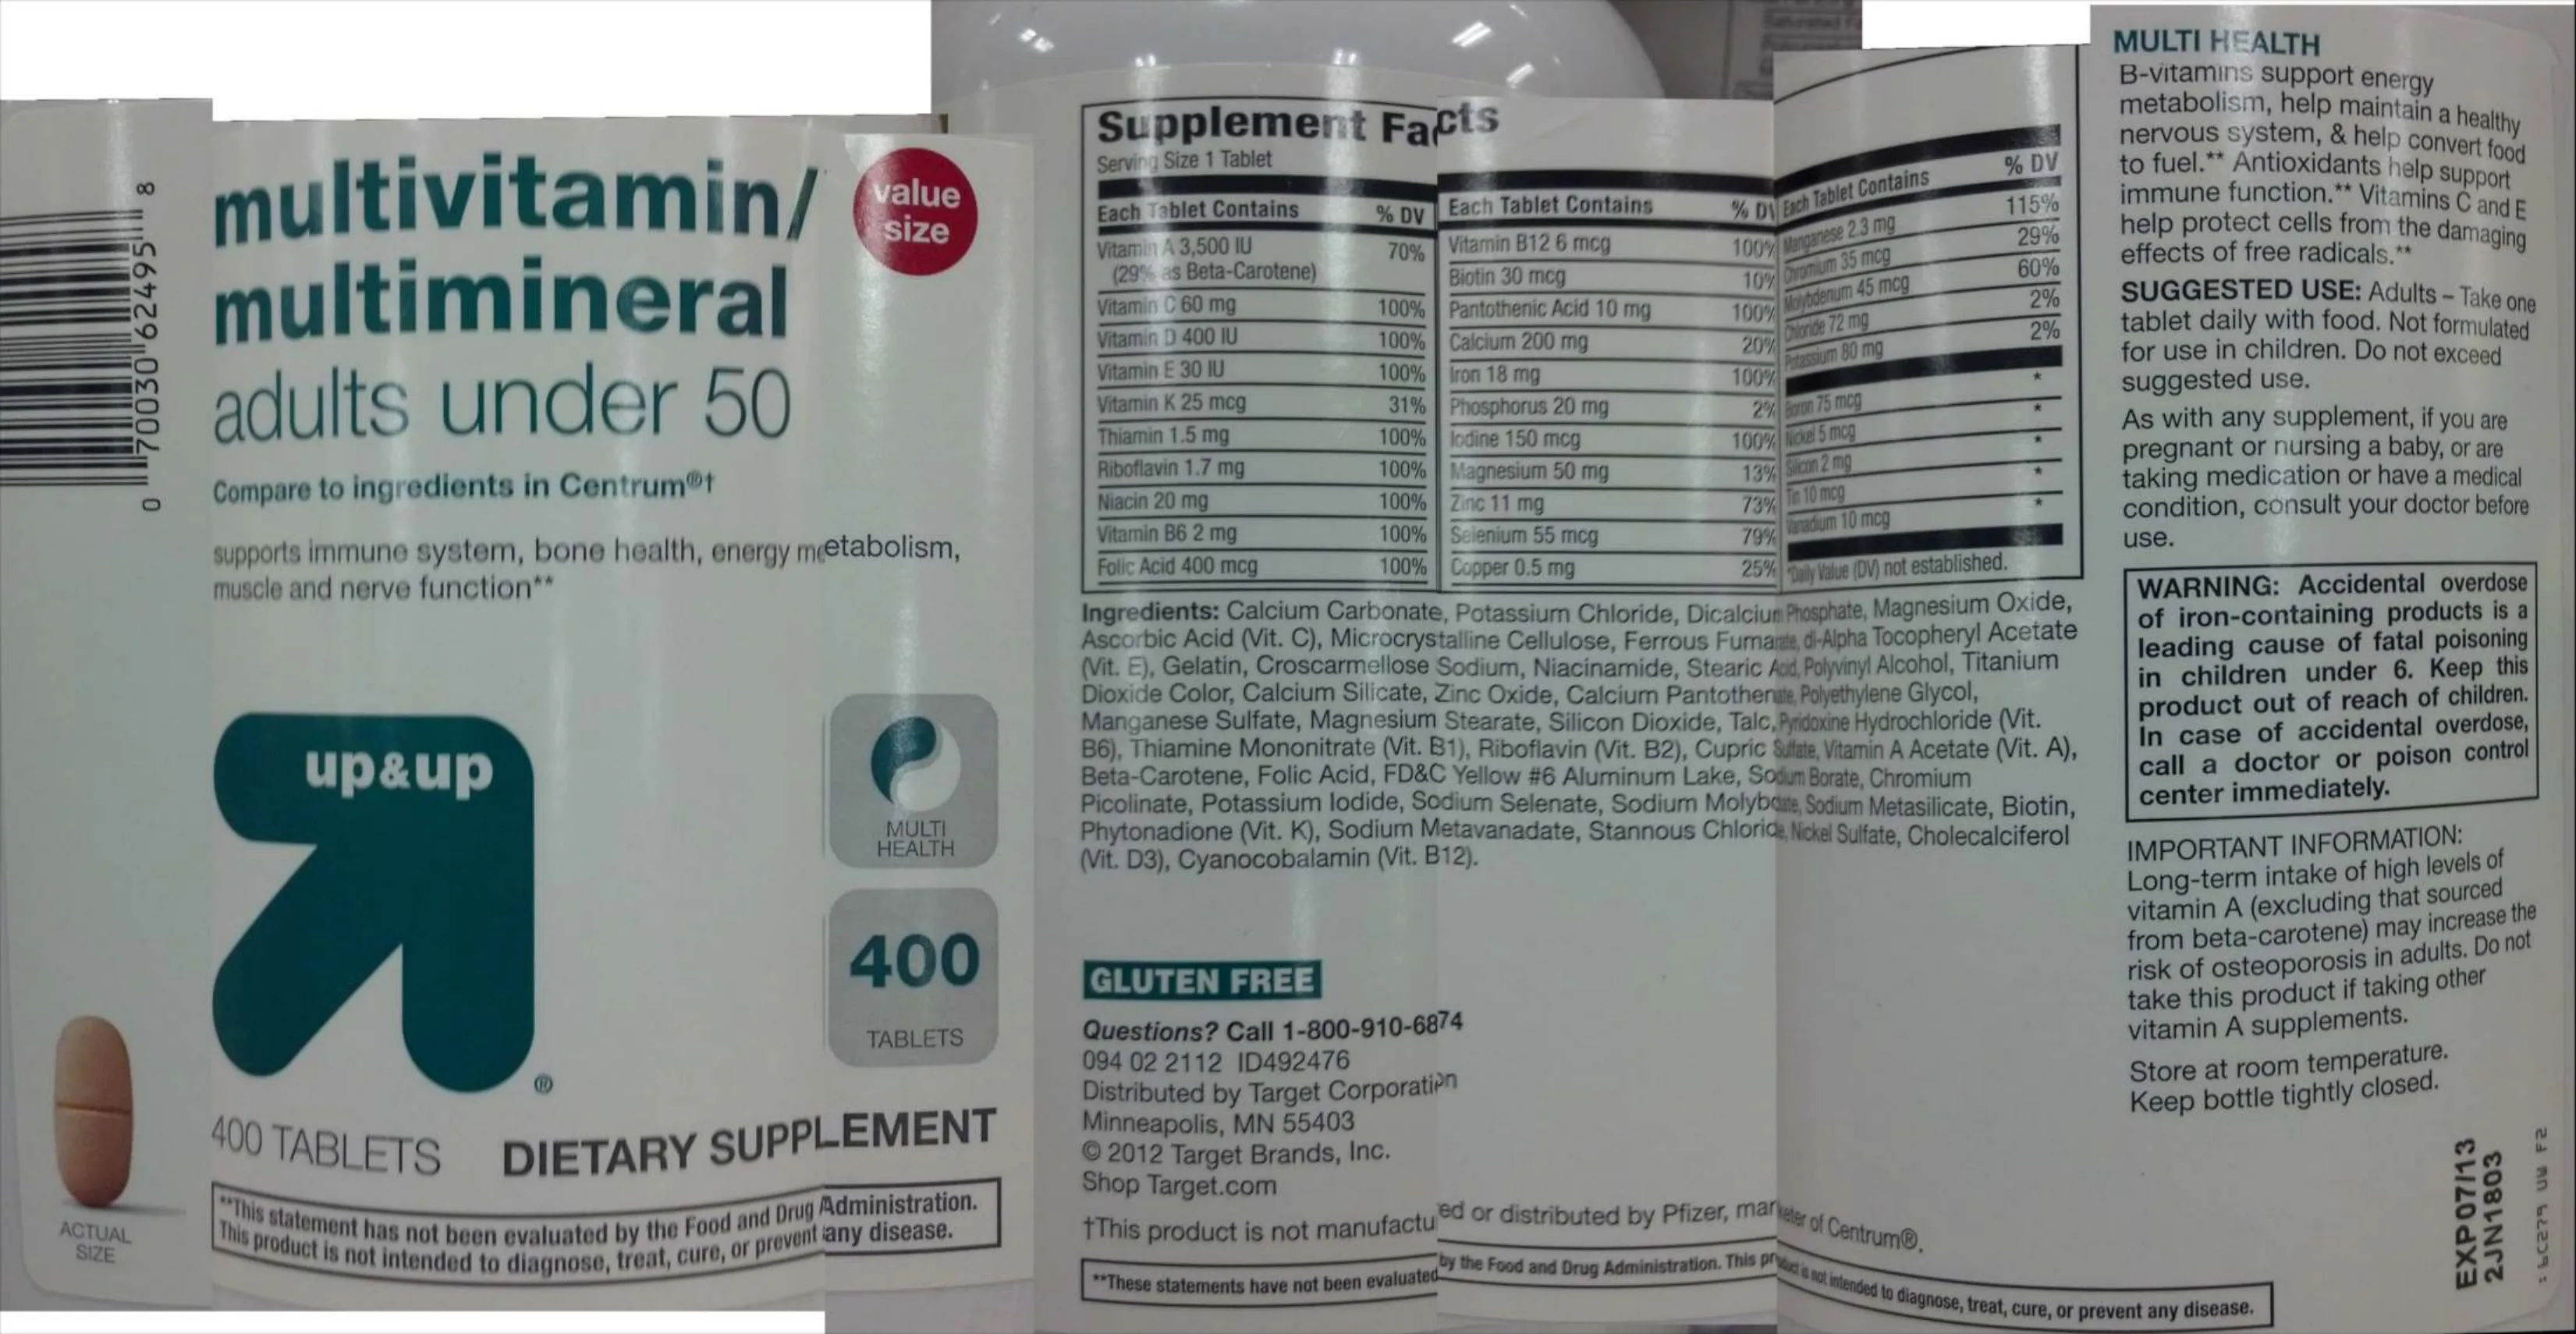 0 70030 62495 8
ACTUAL
SIZE
multivitamin/
multimineral
adults under 50
value
size
Compare to ingredients in Centrum®†
supports immune system, bone health, energy metabolism,
muscle and nerve function**
up&up
®
MULTI
HEALTH
400
TABLETS
400 TABLETS
DIETARY SUPPLEMENT
**This statement has not been evaluated by the Food and Drug Administration.
This product is not intended to diagnose, treat, cure, or prevent any disease.
Supplement Facts
Serving Size 1 Tablet
Each Tablet Contains % DV
Vitamin A 3,500 IU 70%
(29% as Beta-Carotene)
Vitamin C 60 mg 100%
Vitamin D 400 IU 100%
Vitamin E 30 IU 100%
Vitamin K 25 mcg 31%
Thiamin 1.5 mg 100%
Riboflavin 1.7 mg 100%
Niacin 20 mg 100%
Vitamin B6 2 mg 100%
Folic Acid 400 mcg 100%
Each Tablet Contains % DV
Vitamin B12 6 mcg 100%
Biotin 30 mcg 10%
Pantothenic Acid 10 mg 100%
Calcium 200 mg 20%
Iron 18 mg 100%
Phosphorus 20 mg 2%
Iodine 150 mcg 100%
Magnesium 50 mg 13%
Zinc 11 mg 73%
Selenium 55 mcg 79%
Copper 0.5 mg 25%
Each Tablet Contains % DV
Manganese 2.3 mg 115%
Chromium 35 mcg 29%
Molybdenum 45 mcg 60%
Chloride 72 mg 2%
Potassium 80 mg 2%
Boron 75 mcg *
Nickel 5 mcg *
Silicon 2 mg *
Tin 10 mcg *
Vanadium 10 mcg *
*Daily Value (DV) not established.
Ingredients: Calcium Carbonate, Potassium Chloride, Dicalcium Phosphate, Magnesium Oxide,
Ascorbic Acid (Vit. C), Microcrystalline Cellulose, Ferrous Fumarate, dl-Alpha Tocopheryl Acetate
(Vit. E), Gelatin, Croscarmellose Sodium, Niacinamide, Stearic Acid, Polyvinyl Alcohol, Titanium
Dioxide Color, Calcium Silicate, Zinc Oxide, Calcium Pantothenate, Polyethylene Glycol,
Manganese Sulfate, Magnesium Stearate, Silicon Dioxide, Talc, Pyridoxine Hydrochloride (Vit.
B6), Thiamine Mononitrate (Vit. B1), Riboflavin (Vit. B2), Cupric Sulfate, Vitamin A Acetate (Vit. A),
Beta-Carotene, Folic Acid, FD&C Yellow #6 Aluminum Lake, Sodium Borate, Chromium
Picolinate, Potassium Iodide, Sodium Selenate, Sodium Molybdate, Sodium Metasilicate, Biotin,
Phytonadione (Vit. K), Sodium Metavanadate, Stannous Chloride, Nickel Sulfate, Cholecalciferol
(Vit. D3), Cyanocobalamin (Vit. B12).
GLUTEN FREE
Questions? Call 1-800-910-6874
094 02 2112 ID492476
Distributed by Target Corporation
Minneapolis, MN 55403
© 2012 Target Brands, Inc.
Shop Target.com
†This product is not manufactured or distributed by Pfizer, marketer of Centrum®.
**These statements have not been evaluated by the Food and Drug Administration. This product is not intended to diagnose, treat, cure, or prevent any disease.
MULTI HEALTH
B-vitamins support energy
metabolism, help maintain a healthy
nervous system, & help convert food
to fuel.** Antioxidants help support
immune function.** Vitamins C and E
help protect cells from the damaging
effects of free radicals.**
SUGGESTED USE: Adults – Take one
tablet daily with food. Not formulated
for use in children. Do not exceed
suggested use.
As with any supplement, if you are
pregnant or nursing a baby, or are
taking medication or have a medical
condition, consult your doctor before
use.
WARNING: Accidental overdose
of iron-containing products is a
leading cause of fatal poisoning
in children under 6. Keep this
product out of reach of children.
In case of accidental overdose,
call a doctor or poison control
center immediately.
IMPORTANT INFORMATION:
Long-term intake of high levels of
vitamin A (excluding that sourced
from beta-carotene) may increase the
risk of osteoporosis in adults. Do not
take this product if taking other
vitamin A supplements.
Store at room temperature.
Keep bottle tightly closed.
EXP07/13
2JN1803